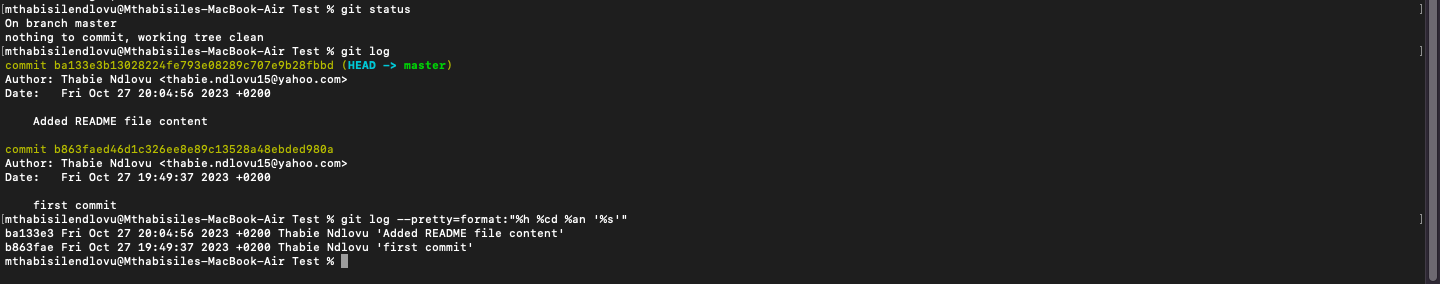 [mthabisilendlovu@Mthabisiles-MacBook-Air Test % git status ]
On branch master
nothing to commit, working tree clean
[mthabisilendlovu@Mthabisiles-MacBook-Air Test % git log ]
commit ba133e3b13028224fe793e08289c707e9b28fbbd (HEAD -> master)
Author: Thabie Ndlovu <thabie.ndlovu15@yahoo.com>
Date:   Fri Oct 27 20:04:56 2023 +0200
    Added README file content
commit b863faed46d1c326ee8e89c13528a48ebded980a
Author: Thabie Ndlovu <thabie.ndlovu15@yahoo.com>
Date:   Fri Oct 27 19:49:37 2023 +0200
    first commit
[mthabisilendlovu@Mthabisiles-MacBook-Air Test % git log --pretty=format:"%h %cd %an '%s'" ]
ba133e3 Fri Oct 27 20:04:56 2023 +0200 Thabie Ndlovu 'Added README file content'
b863fae Fri Oct 27 19:49:37 2023 +0200 Thabie Ndlovu 'first commit'
mthabisilendlovu@Mthabisiles-MacBook-Air Test %